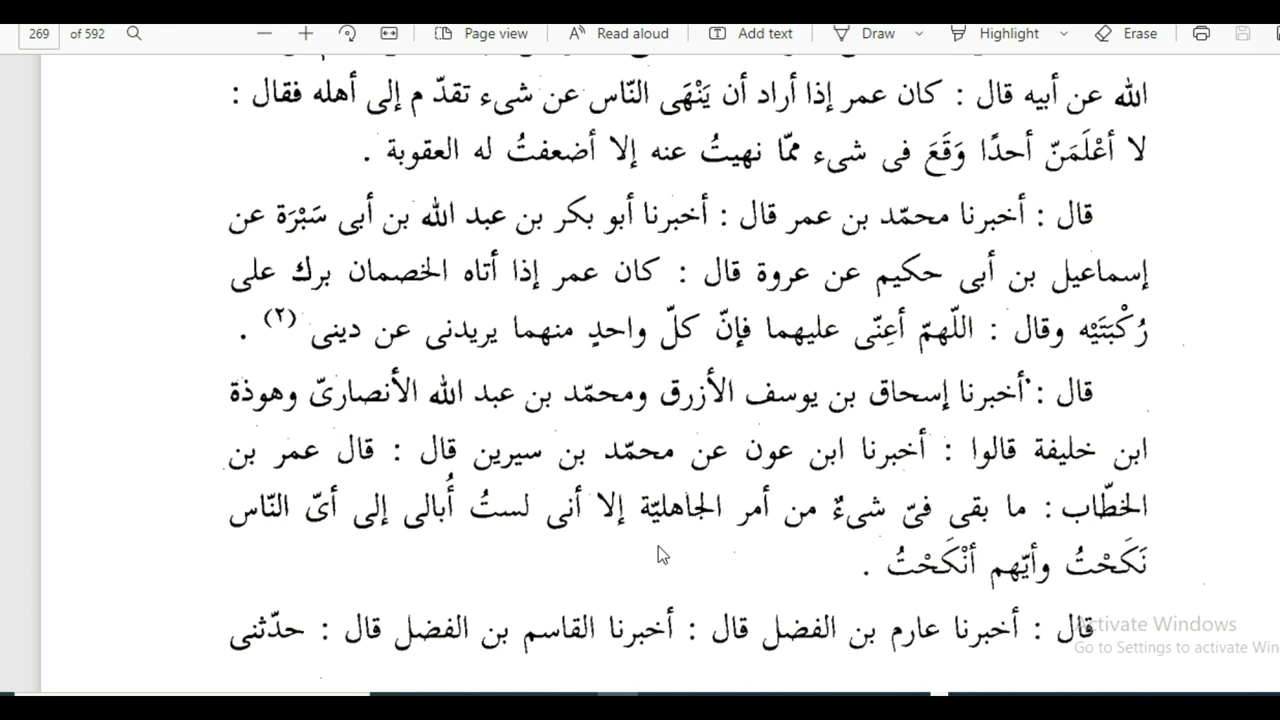 269 of 592 Page view Read aloud Add text Draw Highlight Erase
الله عن أبيه قال : كان عمر إذا أراد أن يَنْهَى النّاس عن شىء تقدّ م إلى أهله فقال :
لا أعْلَمَنّ أحدًا وَقَعَ فى شىء ممّا نهيتُ عنه إلا أضعفتُ له العقوبة .
قال : أخبرنا محمّد بن عمر قال : أخبرنا أبو بكر بن عبد الله بن أبى سَبْرَة عن
إسماعيل بن أبى حكيم عن عروة قال : كان عمر إذا أتاه الخصمان برك على
رُكْبَتَيْه وقال : اللّهمّ أعِنّى عليهما فإنّ كلّ واحدٍ منهما يريدنى عن دينى (٢) .
قال : أخبرنا إسحاق بن يوسف الأزرق ومحمّد بن عبد الله الأنصارىّ وهوذة
ابن خليفة قالوا : أخبرنا ابن عون عن محمّد بن سيرين قال : قال عمر بن
الخطّاب : ما بقى فىّ شىءٌ من أمر الجاهليّة إلا أنى لستُ أُبالى إلى أىّ النّاس
نَكَحْتُ وأيّهم أنْكَحْتُ .
قال : أخبرنا عارم بن الفضل قال : أخبرنا القاسم بن الفضل قال : حدّثنى
Activate Windows
Go to Settings to activate Win